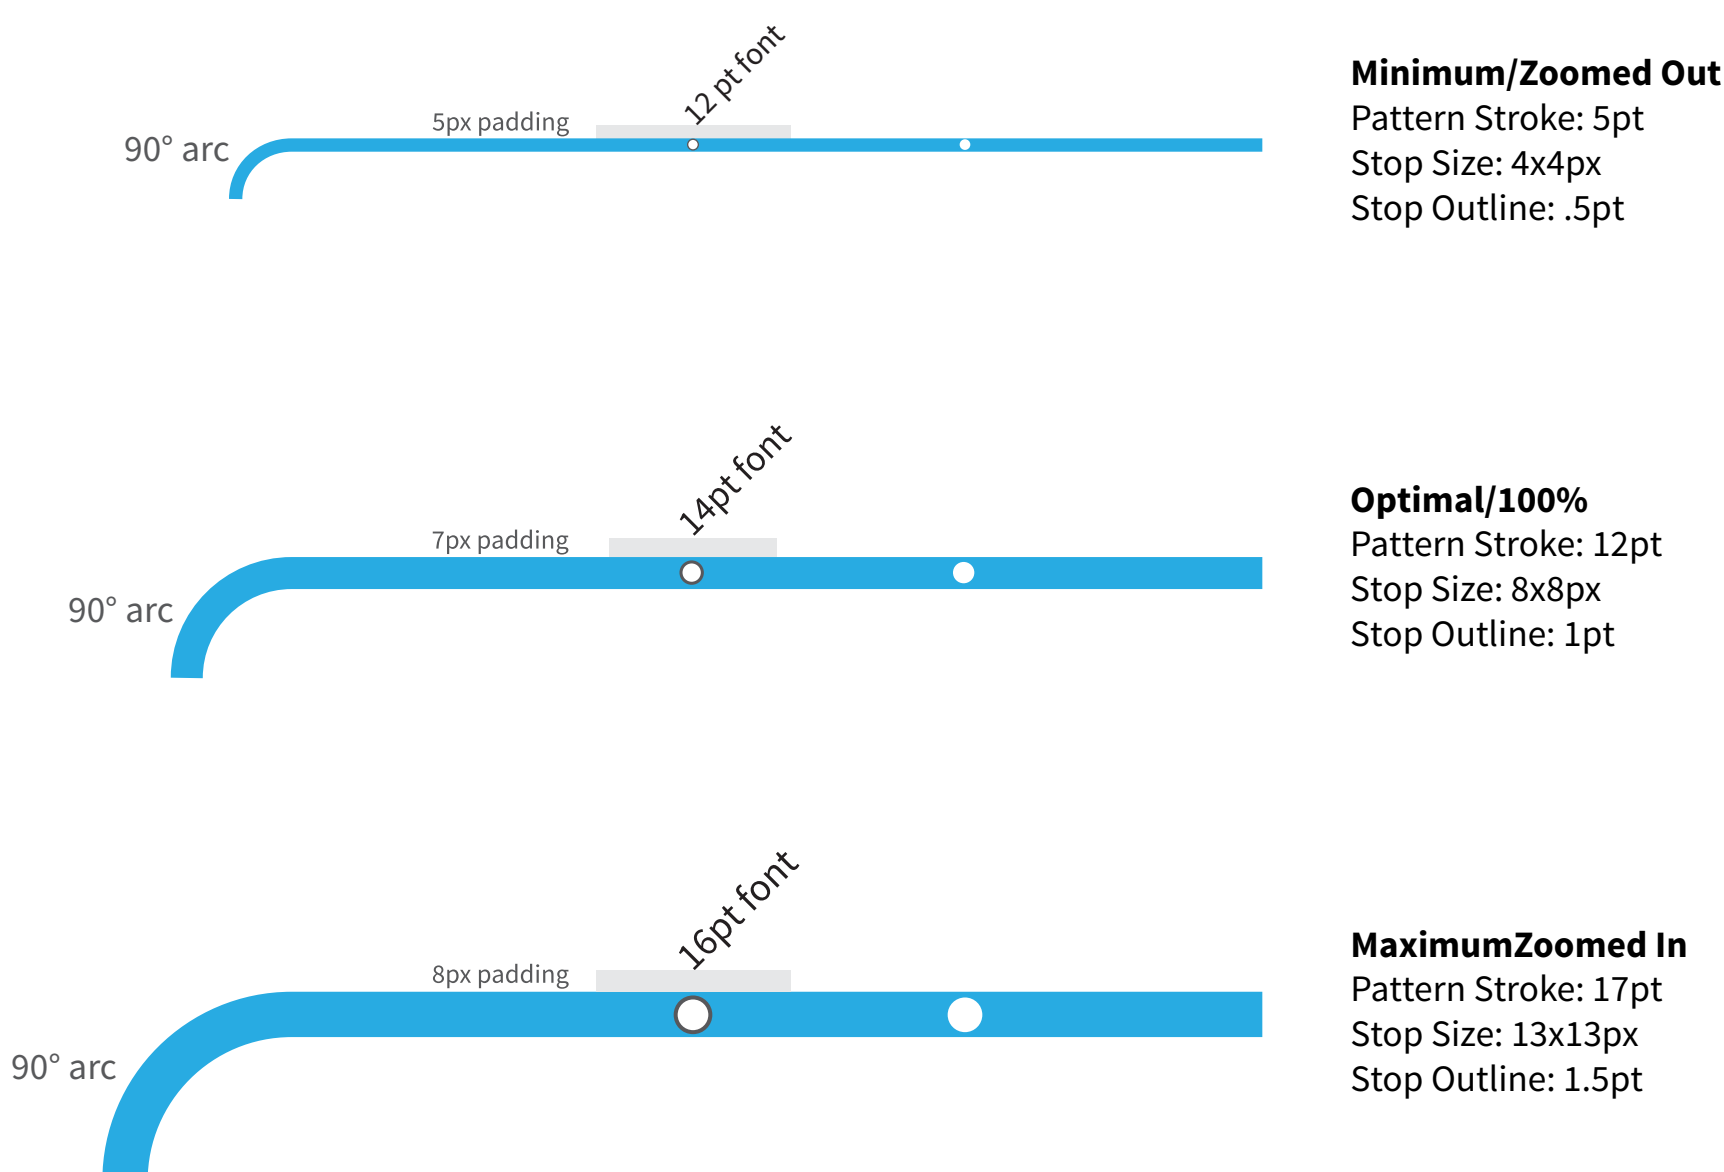 12 pt font
5px padding
90° arc
Minimum/Zoomed Out
Pattern Stroke: 5pt
Stop Size: 4x4px
Stop Outline: .5pt
14pt font
7px padding
90° arc
Optimal/100%
Pattern Stroke: 12pt
Stop Size: 8x8px
Stop Outline: 1pt
16pt font
8px padding
90° arc
MaximumZoomed In
Pattern Stroke: 17pt
Stop Size: 13x13px
Stop Outline: 1.5pt